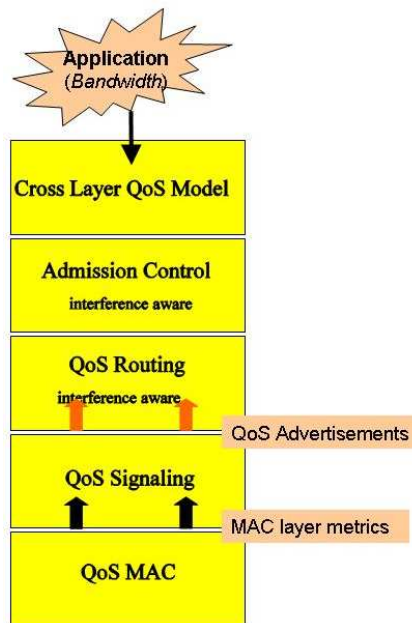 Application
(Bandwidth)
Cross Layer QoS Model
Admission Control
interference aware
QoS Routing
interference aware
QoS Advertisements
QoS Signaling
MAC layer metrics
QoS MAC